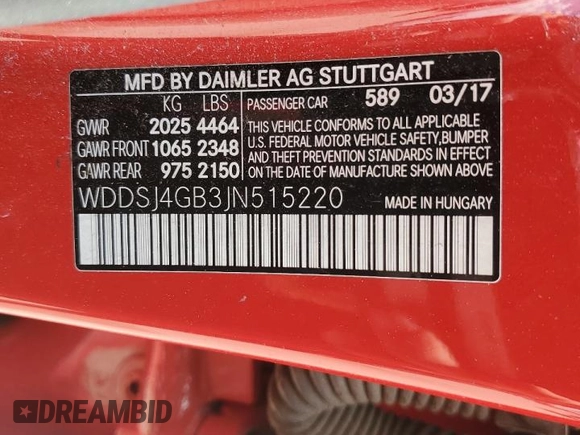 MFD BY DAIMLER AG STUTTGART
KG LBS PASSENGER CAR 589 03/17
GVWR 2025 4464 THIS VEHICLE CONFORMS TO ALL APPLICABLE
U.S. FEDERAL MOTOR VEHICLE SAFETY, BUMPER
GAWR FRONT 1065 2348 AND THEFT PREVENTION STANDARDS IN
GAWR REAR 975 2150 EFFECT ON THE DATE OF MANUFACTURE SHOWN ABOVE
WDDSJ4GB3JN515220 MADE IN HUNGARY
DREAMBID